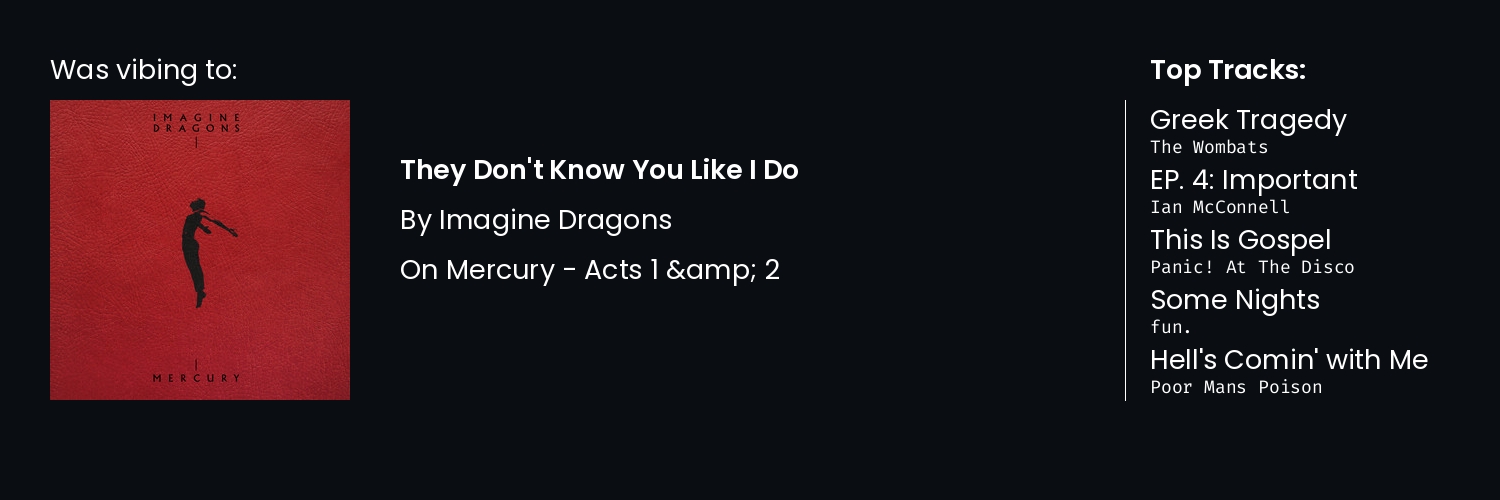 Was vibing to:
IMAGINE
DRAGONS
MERCURY
They Don't Know You Like I Do
By Imagine Dragons
On Mercury - Acts 1 &amp; 2
Top Tracks:
Greek Tragedy
The Wombats
EP. 4: Important
Ian McConnell
This Is Gospel
Panic! At The Disco
Some Nights
fun.
Hell's Comin' with Me
Poor Mans Poison